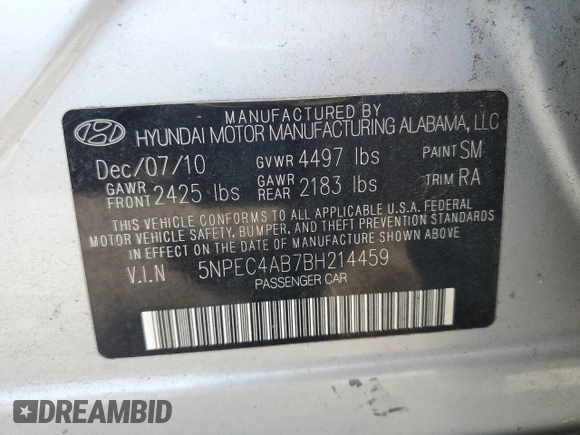 MANUFACTURED BY
HYUNDAI MOTOR MANUFACTURING ALABAMA, LLC
Dec/07/10 GVWR 4497 lbs PAINT SM
GAWR FRONT 2425 lbs GAWR REAR 2183 lbs TRIM RA
THIS VEHICLE CONFORMS TO ALL APPLICABLE U.S.A. FEDERAL
MOTOR VEHICLE SAFETY, BUMPER, AND THEFT PREVENTION STANDARDS
IN EFFECT ON THE DATE OF MANUFACTURE SHOWN ABOVE.
V.I.N 5NPEC4AB7BH214459
PASSENGER CAR
DREAMBID